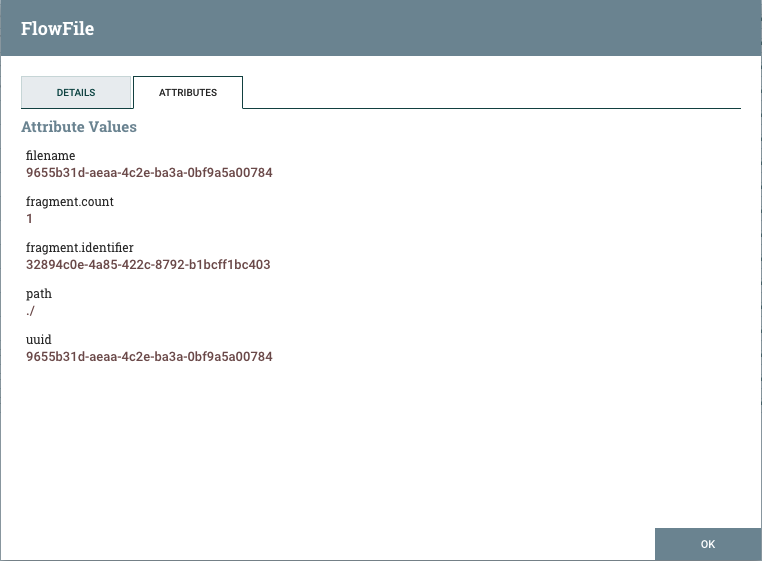 FlowFile
DETAILS
ATTRIBUTES
Attribute Values
filename
9655b31d-aeaa-4c2e-ba3a-0bf9a5a00784
fragment.count
1
fragment.identifier
32894c0e-4a85-422c-8792-b1bcff1bc403
path
./
uuid
9655b31d-aeaa-4c2e-ba3a-0bf9a5a00784
OK